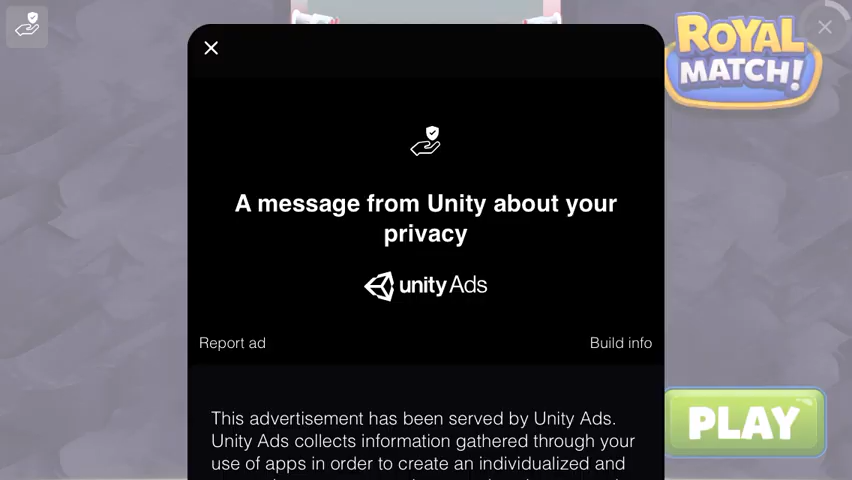 ROYAL
MATCH!
A message from Unity about your
privacy
unity Ads
Report ad
Build info
This advertisement has been served by Unity Ads.
Unity Ads collects information gathered through your
use of apps in order to create an individualized and
PLAY